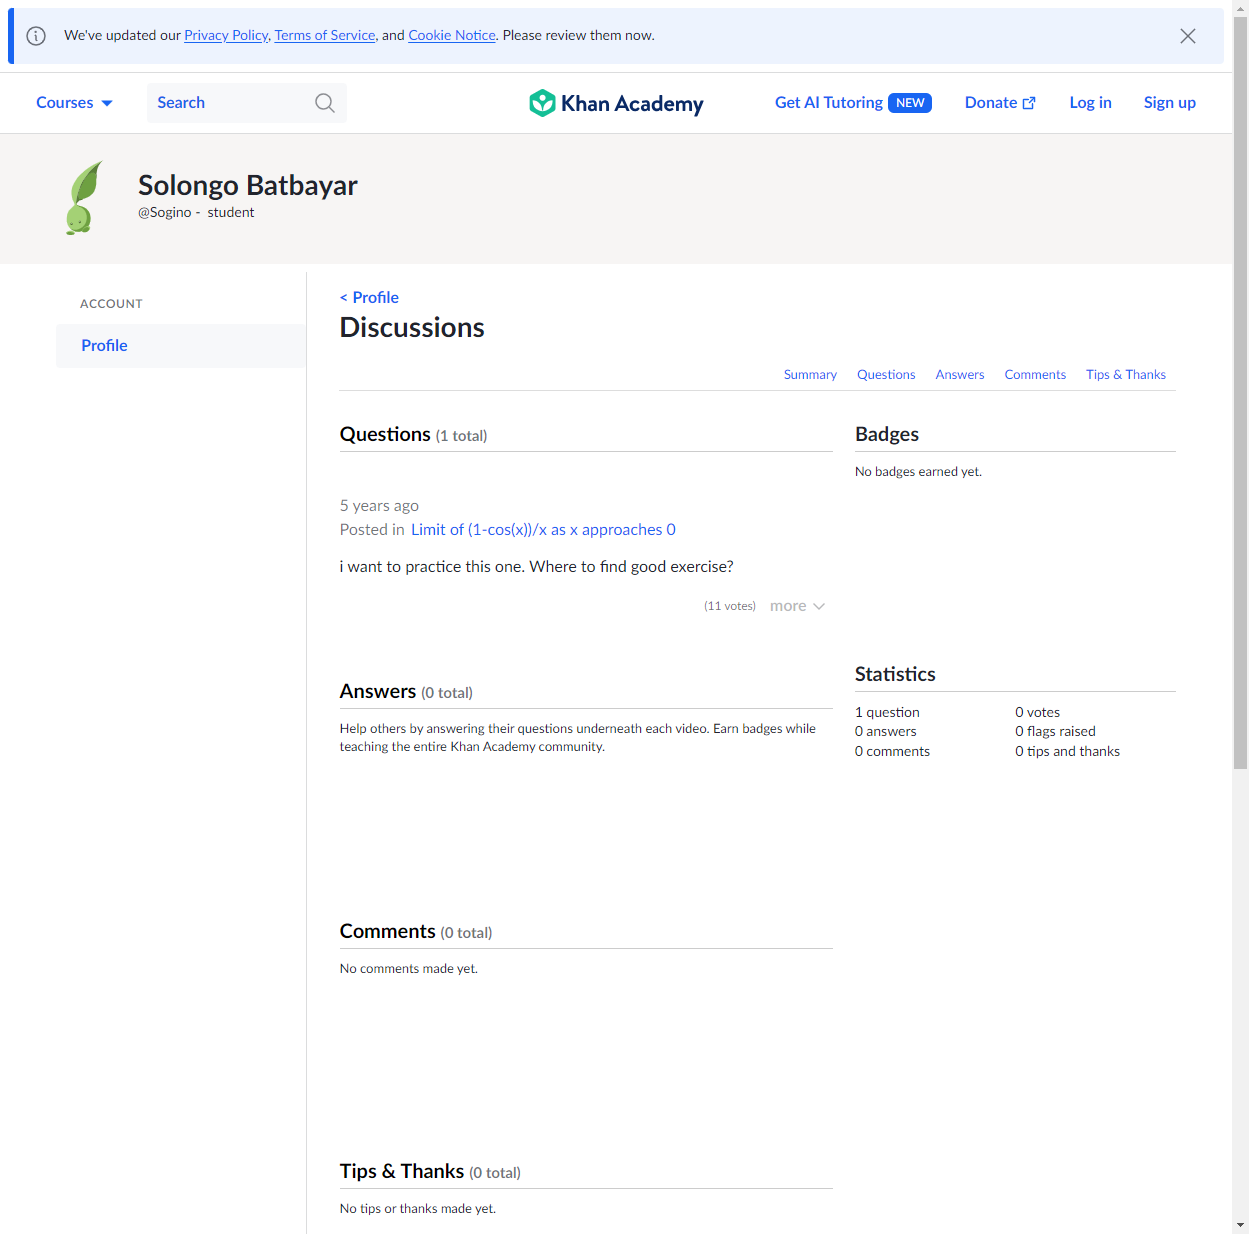 We've updated our Privacy Policy, Terms of Service, and Cookie Notice. Please review them now.
Courses
Search
Khan Academy
Get AI Tutoring NEW
Donate
Log in
Sign up
Solongo Batbayar
@Sogino - student
ACCOUNT
Profile
< Profile
Discussions
Summary
Questions
Answers
Comments
Tips & Thanks
Questions (1 total)
5 years ago
Posted in Limit of (1-cos(x))/x as x approaches 0
i want to practice this one. Where to find good exercise?
(11 votes)
more
Badges
No badges earned yet.
Answers (0 total)
Help others by answering their questions underneath each video. Earn badges while
teaching the entire Khan Academy community.
Statistics
1 question
0 votes
0 answers
0 flags raised
0 comments
0 tips and thanks
Comments (0 total)
No comments made yet.
Tips & Thanks (0 total)
No tips or thanks made yet.